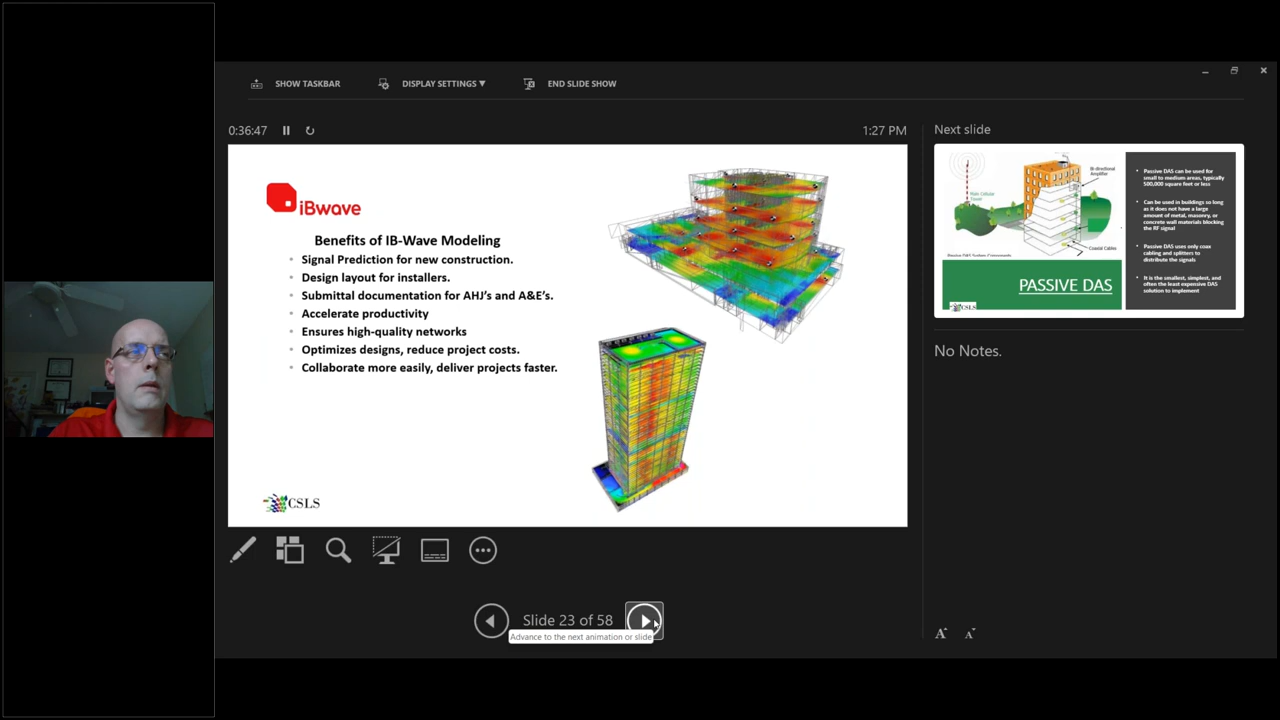 SHOW TASKBAR
DISPLAY SETTINGS ▼
END SLIDE SHOW
0:36:47
1:27 PM
iBwave
Benefits of IB-Wave Modeling
• Signal Prediction for new construction.
• Design layout for installers.
• Submittal documentation for AHJ's and A&E's.
• Accelerate productivity
• Ensures high-quality networks
• Optimizes designs, reduce project costs.
• Collaborate more easily, deliver projects faster.
CSLS
Slide 23 of 58
Advance to the next animation or slide
Next slide
Bi-directional
Amplifier
Coaxial Cables
PASSIVE DAS
CSLS
• Passive DAS can be used for
small to medium areas, typically
500,000 square feet or less
• Can be used in buildings so long
as it does not have a large
amount of metal, masonry, or
concrete wall materials blocking
the RF signal
• Passive DAS uses only coax
cabling and splitters to
distribute the signals
• It is the smallest, simplest, and
often the least expensive DAS
solution to implement
No Notes.
A
A